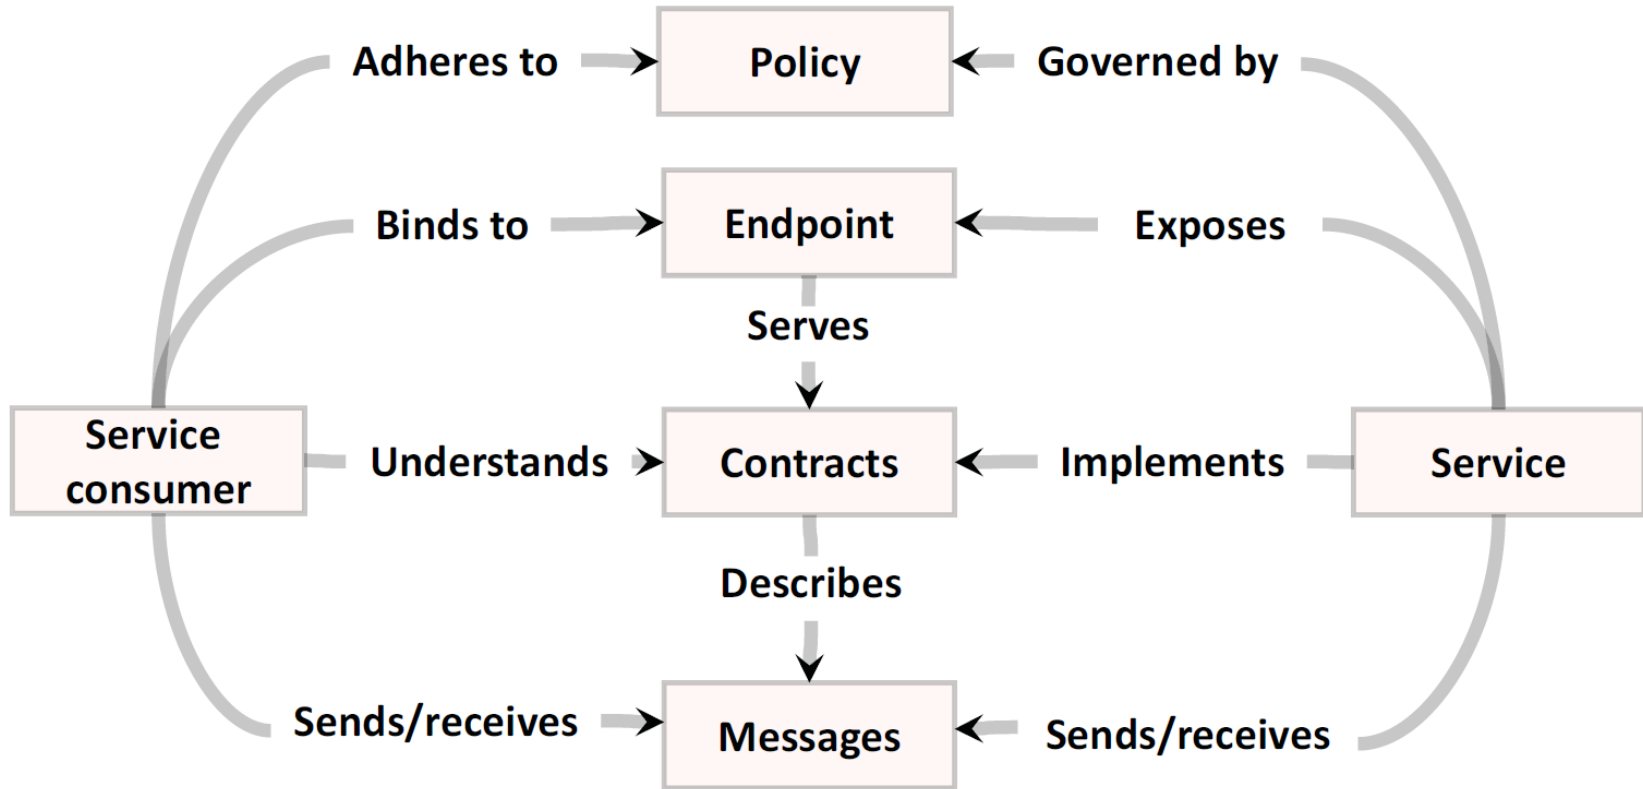 Adheres to
Policy
Governed by
Binds to
Endpoint
Exposes
Serves
Service
consumer
Understands
Contracts
Implements
Service
Describes
Sends/receives
Messages
Sends/receives